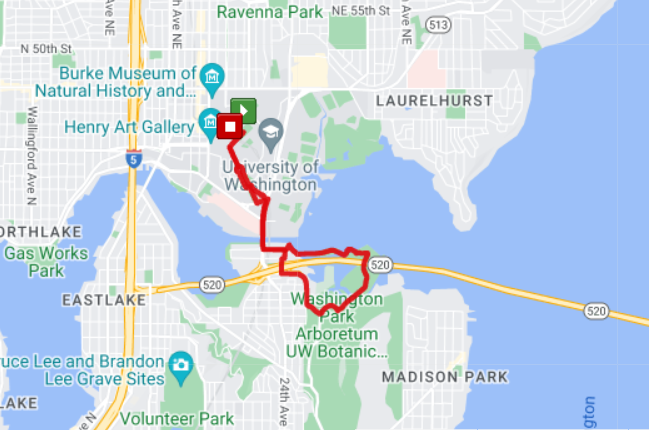 Ravenna Park
NE 55th St
513
Ave NE
Ave NE
Ave NE
N 50th St
Burke Museum of
Natural History and...
LAURELHURST
Henry Art Gallery
Wallingford Ave N
5
University of
Washington
ORTHLAKE
Gas Works
Park
520
520
520
EASTLAKE
Washington
Park
Arboretum
UW Botanic...
ruce Lee and Brandon
Lee Grave Sites
MADISON PARK
24th Ave
LAKE
Volunteer Park
e N
gton